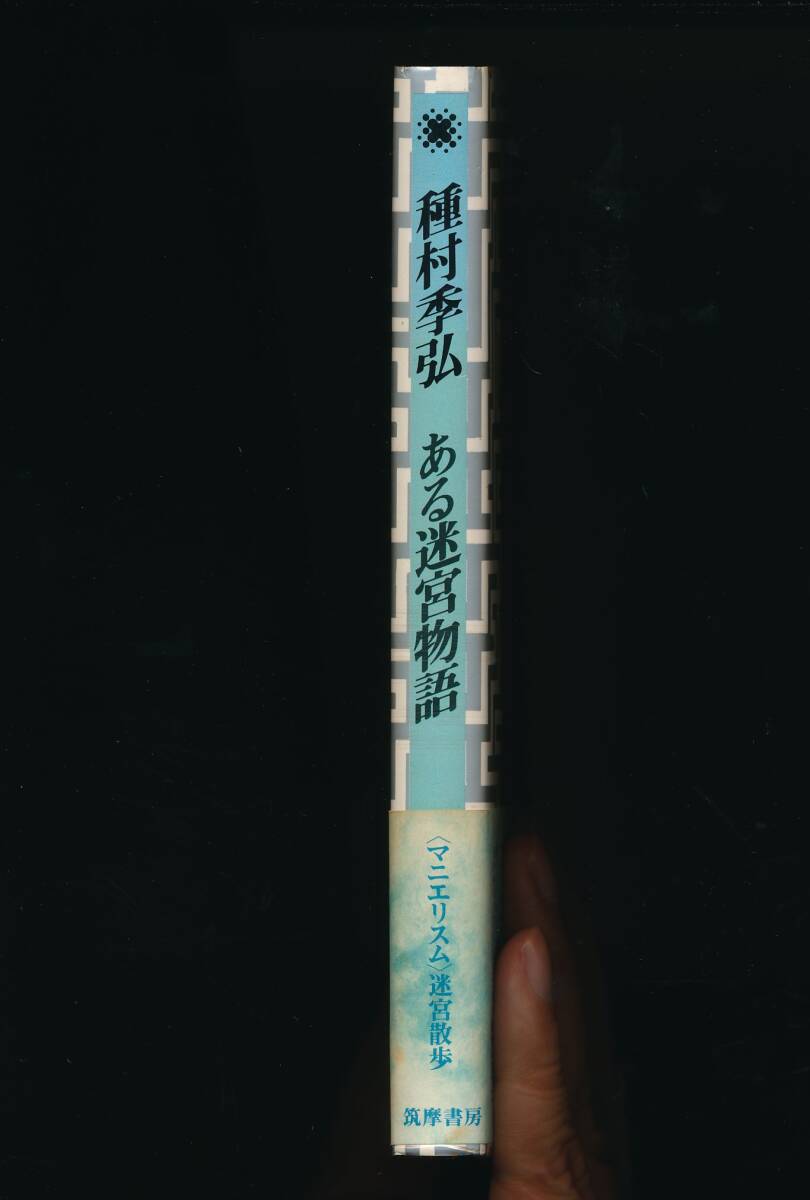 種村季弘
ある迷宮物語
〈マニエリスム〉迷宮散歩
筑摩書房